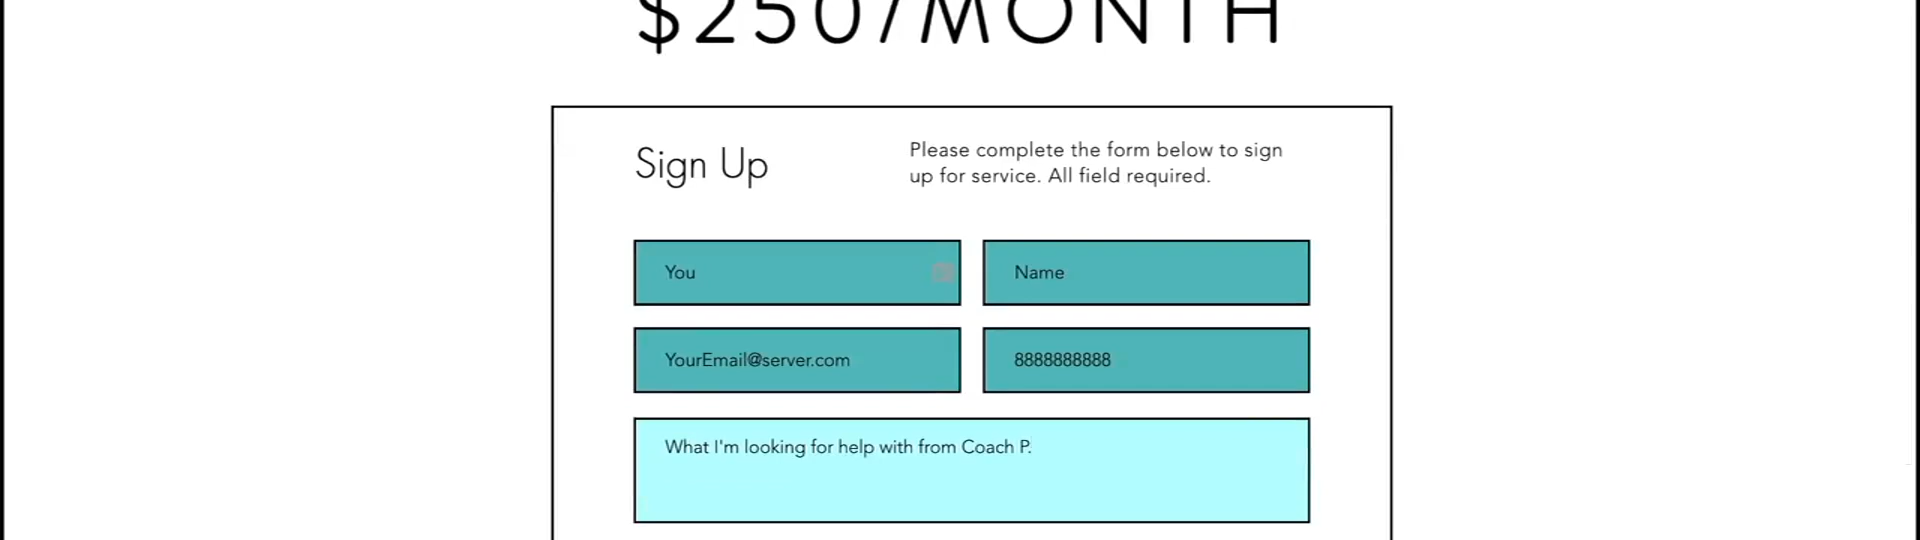 $250/MONTH
Sign Up
Please complete the form below to sign
up for service. All field required.
You
Name
YourEmail@server.com
8888888888
What I'm looking for help with from Coach P.